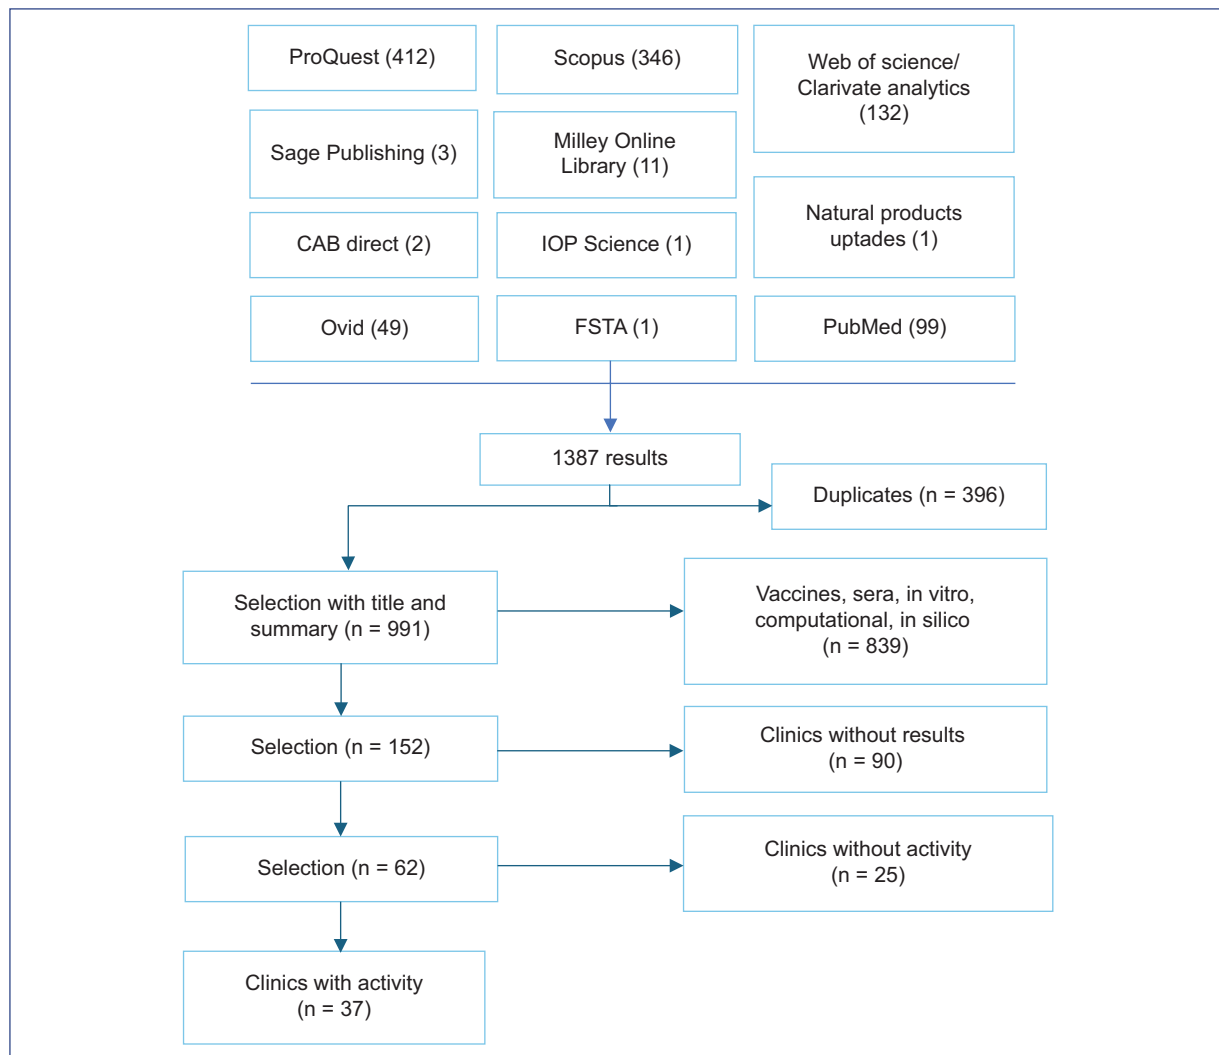 ProQuest (412)
Scopus (346)
Web of science/
Clarivate analytics
(132)
Sage Publishing (3)
Milley Online
Library (11)
CAB direct (2)
IOP Science (1)
Natural products
uptades (1)
Ovid (49)
FSTA (1)
PubMed (99)
1387 results
Duplicates (n = 396)
Selection with title and
summary (n = 991)
Vaccines, sera, in vitro,
computational, in silico
(n = 839)
Selection (n = 152)
Clinics without results
(n = 90)
Selection (n = 62)
Clinics without activity
(n = 25)
Clinics with activity
(n = 37)